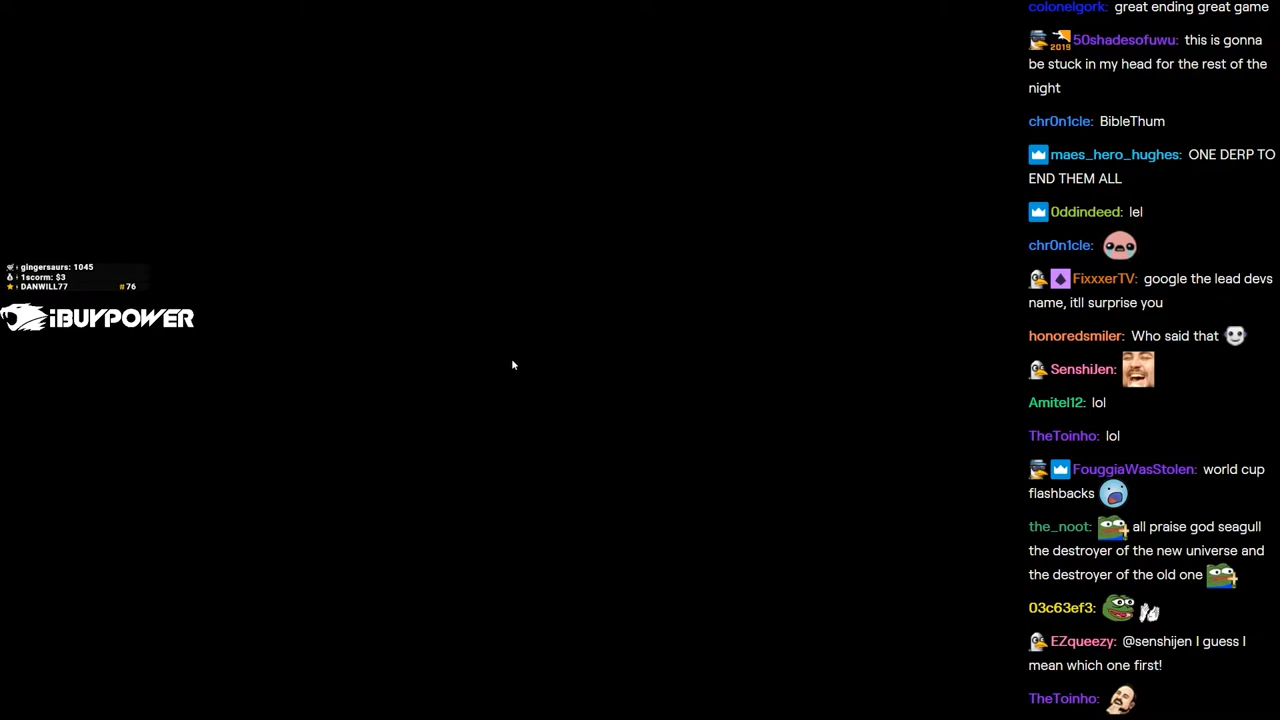 gingersaurs: 1045
1scorm: $3
DANWILL77 #76
iBUYPOWER
colonelgork: great ending great game
2019 50shadesofuwu: this is gonna
be stuck in my head for the rest of the
night
chr0n1cle: BibleThum
maes_hero_hughes: ONE DERP TO
END THEM ALL
0ddindeed: lel
chr0n1cle:
FixxxerTV: google the lead devs
name, itll surprise you
honoredsmiler: Who said that
SenshiJen:
Amitel12: lol
TheToinho: lol
FouggiaWasStolen: world cup
flashbacks
the_noot: all praise god seagull
the destroyer of the new universe and
the destroyer of the old one
03c63ef3:
EZqueezy: @senshijen I guess I
mean which one first!
TheToinho: